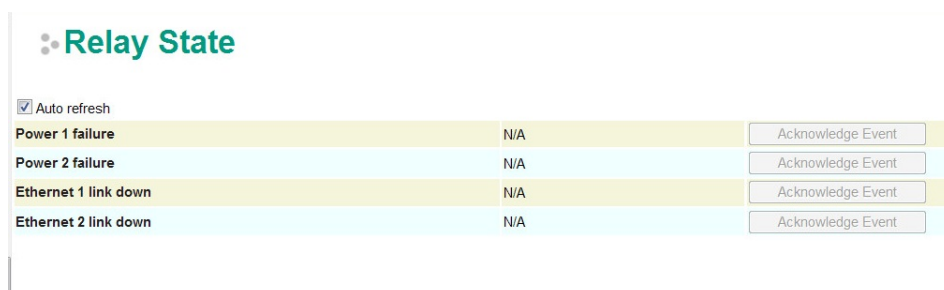 Relay State
Auto refresh
Power 1 failure N/A Acknowledge Event
Power 2 failure N/A Acknowledge Event
Ethernet 1 link down N/A Acknowledge Event
Ethernet 2 link down N/A Acknowledge Event